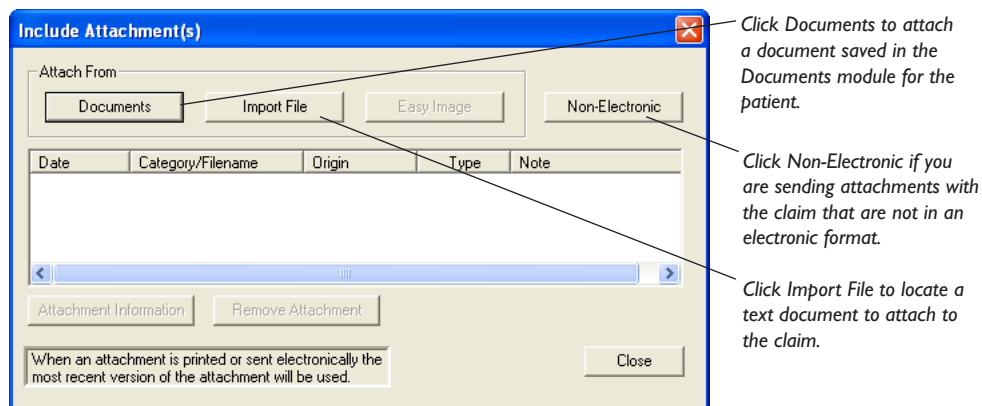 Include Attachment(s)
Attach From
Documents
Import File
Easy Image
Non-Electronic
Date
Category/Filename
Origin
Type
Note
Attachment Information
Remove Attachment
When an attachment is printed or sent electronically the
most recent version of the attachment will be used.
Close
Click Documents to attach
a document saved in the
Documents module for the
patient.
Click Non-Electronic if you
are sending attachments with
the claim that are not in an
electronic format.
Click Import File to locate a
text document to attach to
the claim.